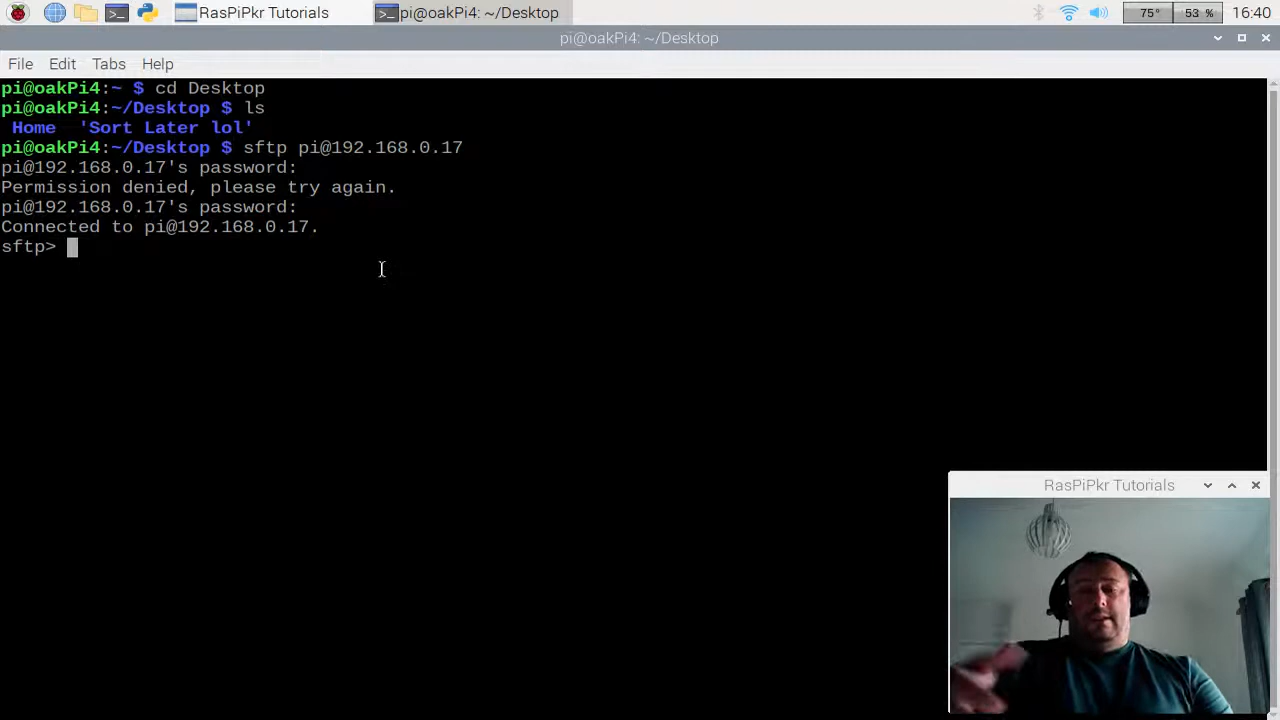 RasPiPkr Tutorials
pi@oakPi4: ~/Desktop
75°
53 %
16:40
pi@oakPi4: ~/Desktop
File Edit Tabs Help
pi@oakPi4:~ $ cd Desktop
pi@oakPi4:~/Desktop $ ls
Home 'Sort Later lol'
pi@oakPi4:~/Desktop $ sftp pi@192.168.0.17
pi@192.168.0.17's password:
Permission denied, please try again.
pi@192.168.0.17's password:
Connected to pi@192.168.0.17.
sftp>
RasPiPkr Tutorials